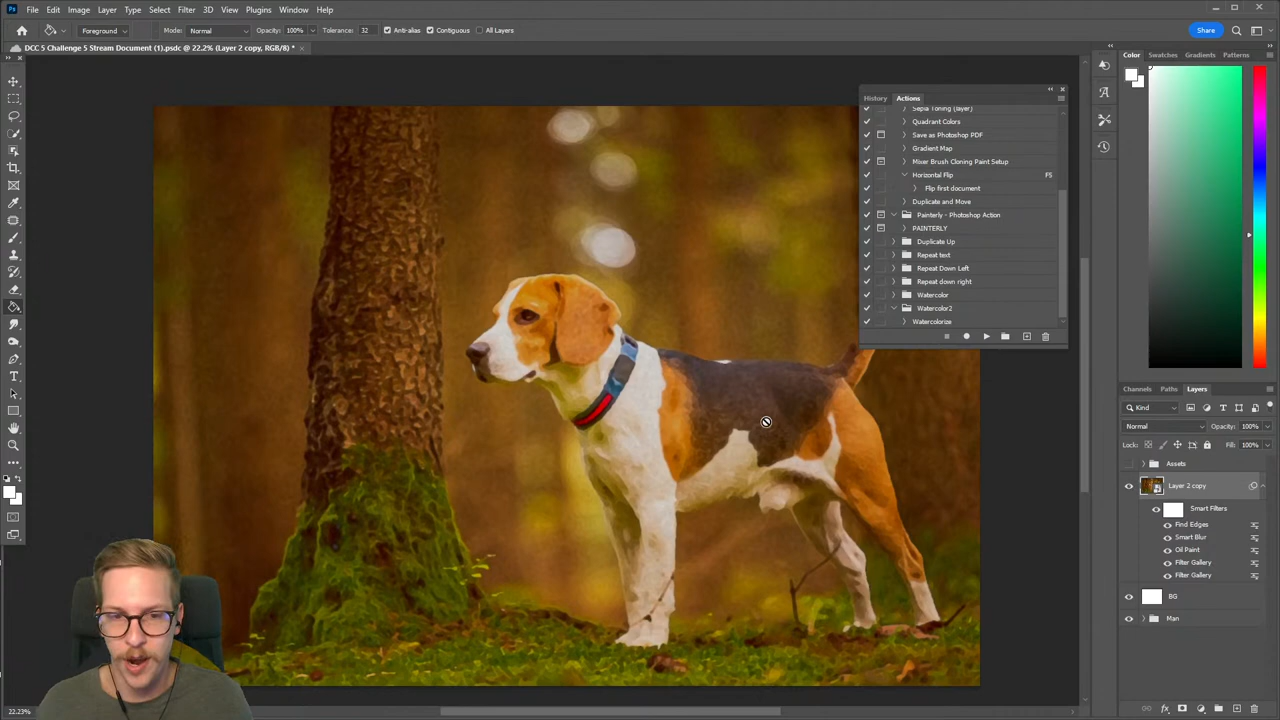 File Edit Image Layer Type Select Filter 3D View Plugins Window Help
Foreground Mode: Normal Opacity: 100% Tolerance: 32 Anti-alias Contiguous All Layers Share
DCC 5 Challenge 5 Stream Document (1).psdc @ 22.2% (Layer 2 copy, RGB/8) *
Color Swatches Gradients Patterns
History Actions
Sepia Toning (layer)
Quadrant Colors
Save as Photoshop PDF
Gradient Map
Mixer Brush Cloning Paint Setup
Horizontal Flip F5
Flip first document
Duplicate and Move
Painterly - Photoshop Action
PAINTERLY
Duplicate Up
Repeat text
Repeat Down Left
Repeat down right
Watercolor
Watercolor2
Watercolorize
Channels Paths Layers
Kind
Normal Opacity: 100%
Lock: Fill: 100%
Assets
Layer 2 copy
Smart Filters
Find Edges
Smart Blur
Oil Paint
Filter Gallery
Filter Gallery
BG
Man
22.23%